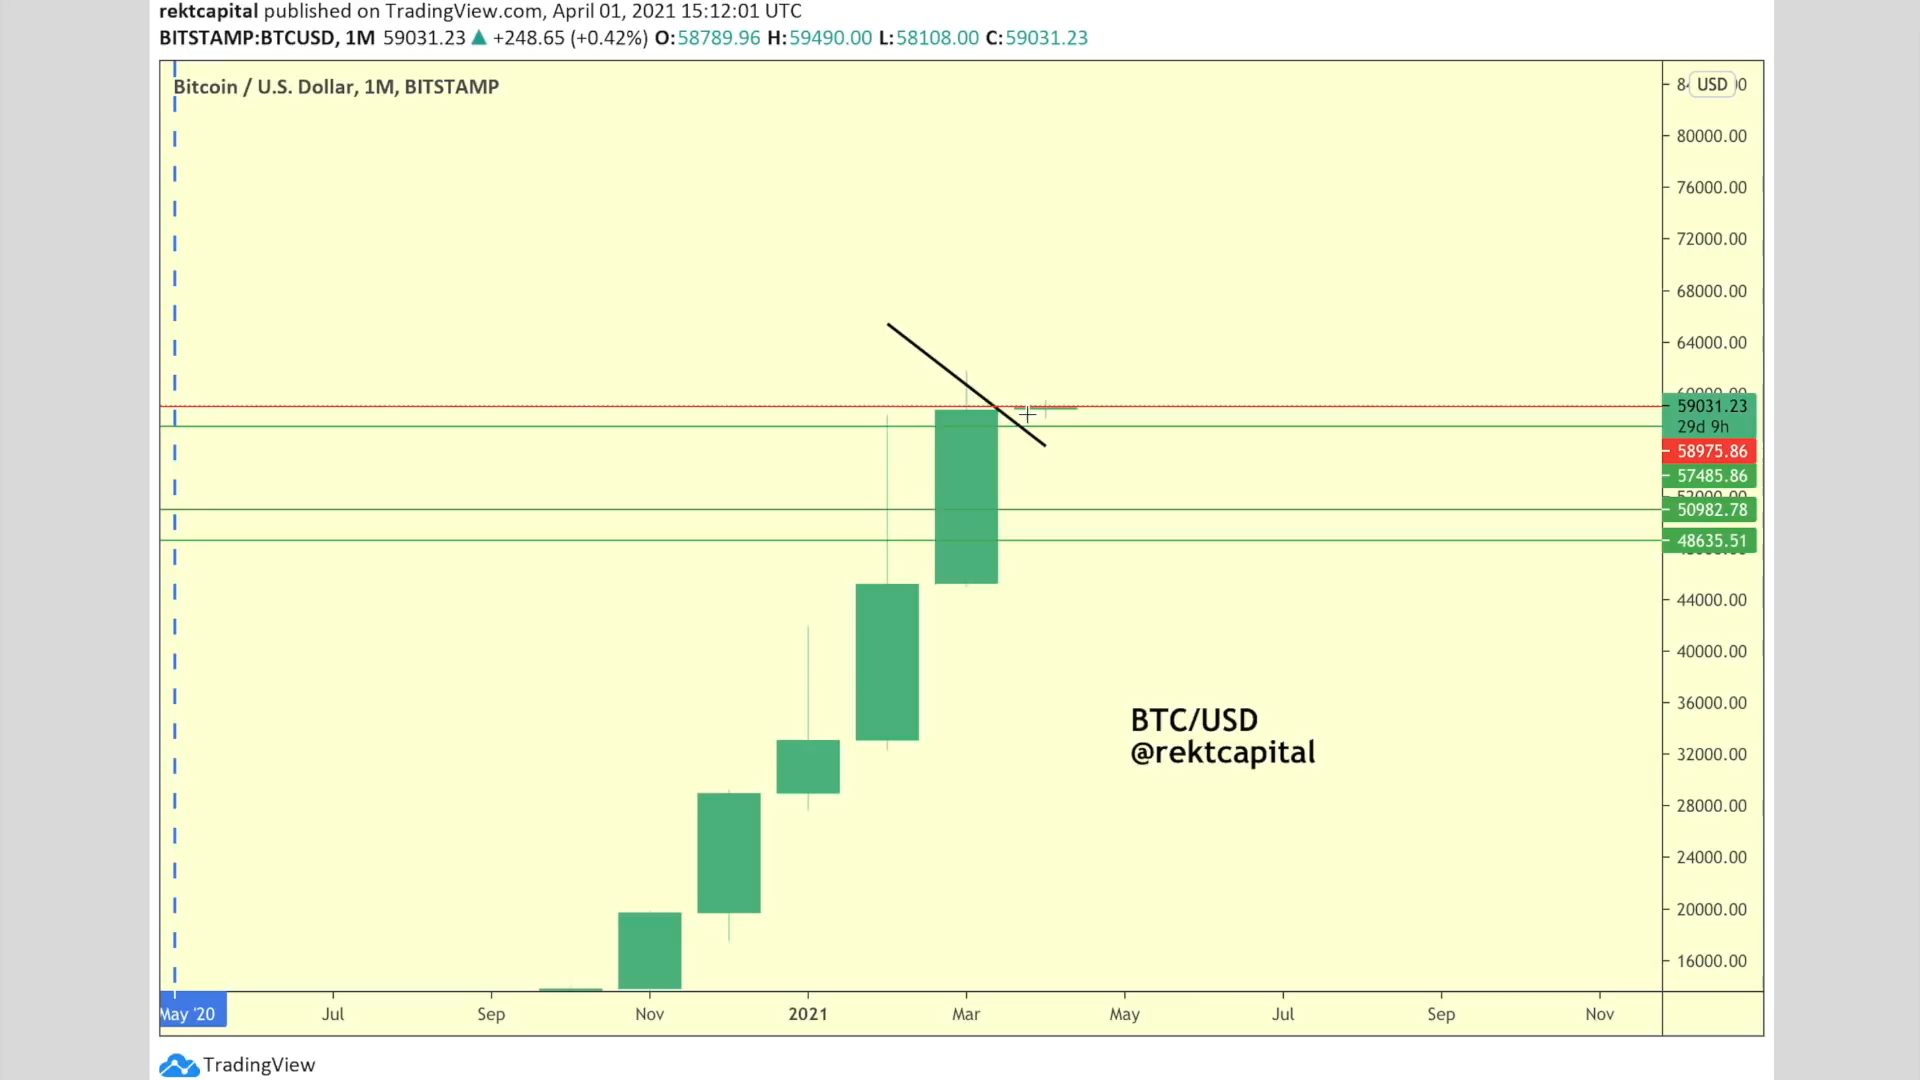 rektcapital published on TradingView.com, April 01, 2021 15:12:01 UTC
BITSTAMP:BTCUSD, 1M 59031.23 ▲ +248.65 (+0.42%) O:58789.96 H:59490.00 L:58108.00 C:59031.23
Bitcoin / U.S. Dollar, 1M, BITSTAMP
USD
80000.00
76000.00
72000.00
68000.00
64000.00
59031.23
29d 9h
58975.86
57485.86
50982.78
48635.51
44000.00
40000.00
36000.00
32000.00
28000.00
24000.00
20000.00
16000.00
BTC/USD
@rektcapital
May '20 Jul Sep Nov 2021 Mar May Jul Sep Nov
TradingView